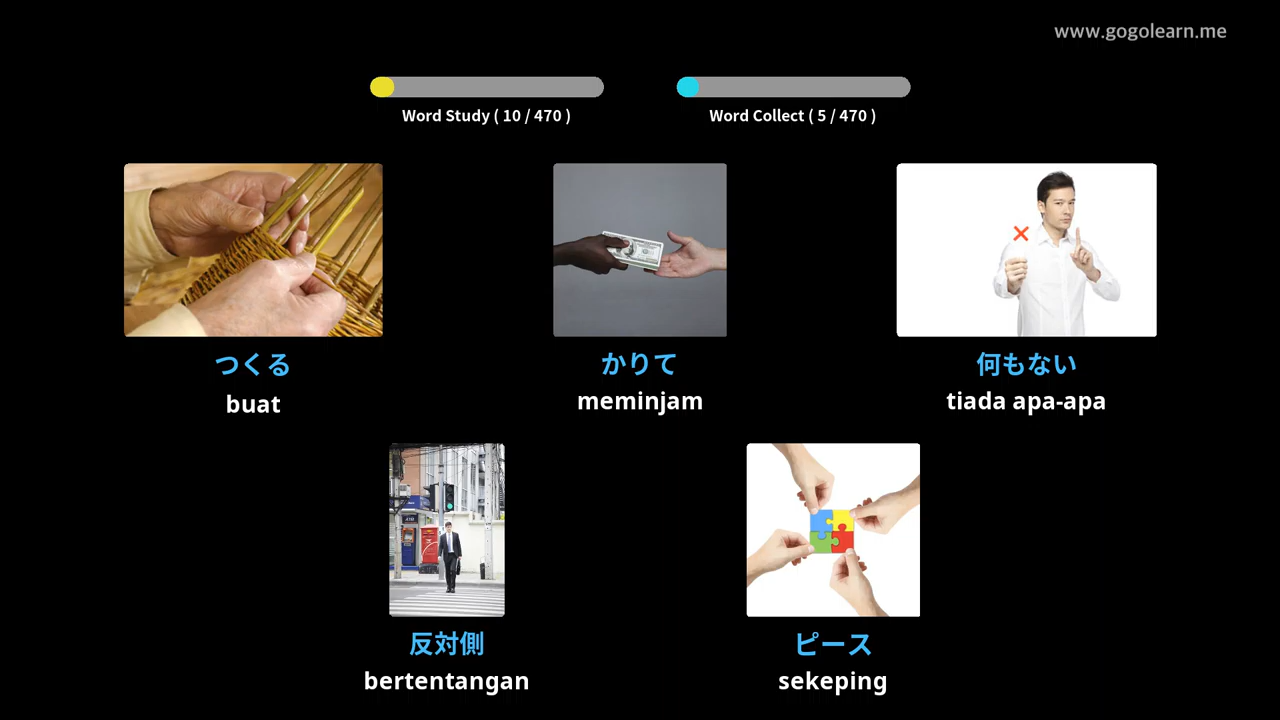 www.gogolearn.me
Word Study ( 10 / 470 )
Word Collect ( 5 / 470 )
つくる
buat
かりて
meminjam
何もない
tiada apa-apa
反対側
bertentangan
ピース
sekeping